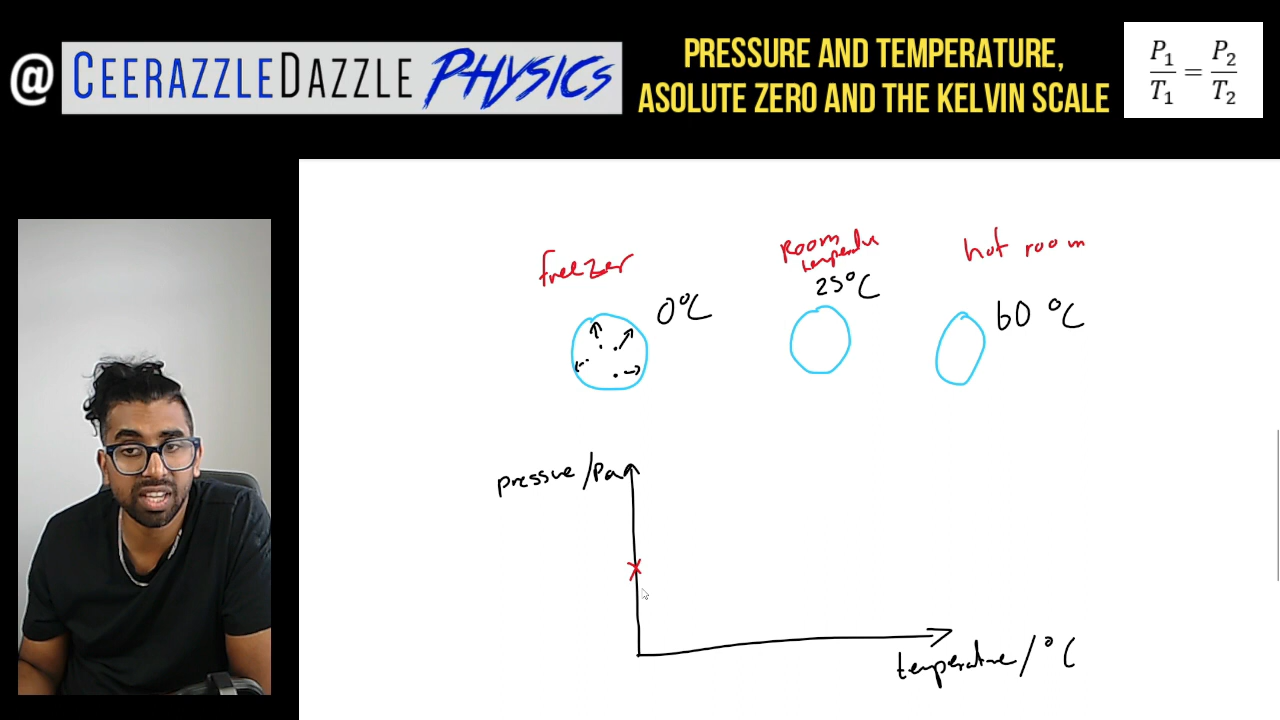 @ CEERAZZLEDAZZLE PHYSICS
PRESSURE AND TEMPERATURE,
ASOLUTE ZERO AND THE KELVIN SCALE
P₁/T₁ = P₂/T₂
freezer
0°C
Room
temperatu
25°C
hot room
60 °C
pressure /Pa
temperature/°C